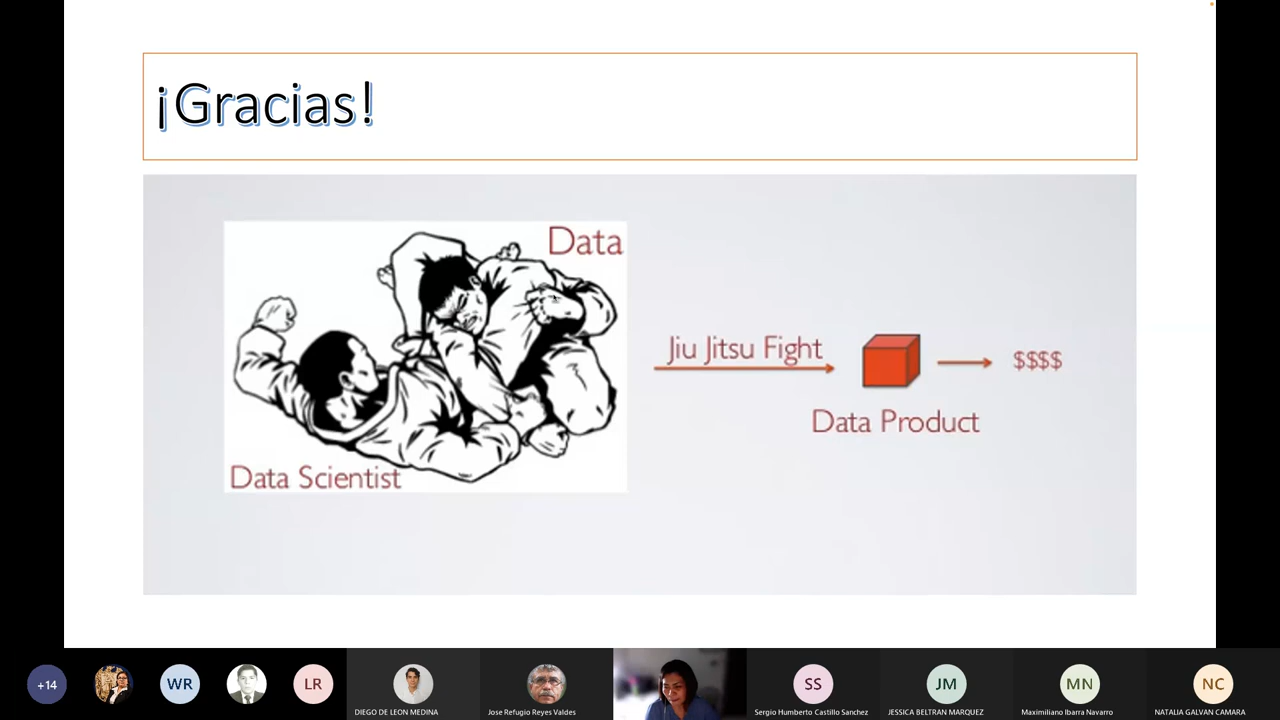 ¡Gracias!
Data
Data Scientist
Jiu Jitsu Fight
$$$$
Data Product
+14
WR
LR
SS
JM
MN
NC
DIEGO DE LEON MEDINA
Jose Refugio Reyes Valdes
Sergio Humberto Castillo Sanchez
JESSICA BELTRAN MARQUEZ
Maximiliano Ibarra Navarro
NATALIA GALVAN CAMARA